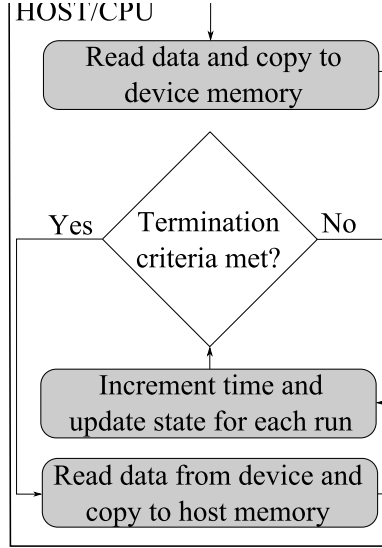 HOST/CPU
Read data and copy to
device memory
Yes
Termination
criteria met?
No
Increment time and
update state for each run
Read data from device and
copy to host memory